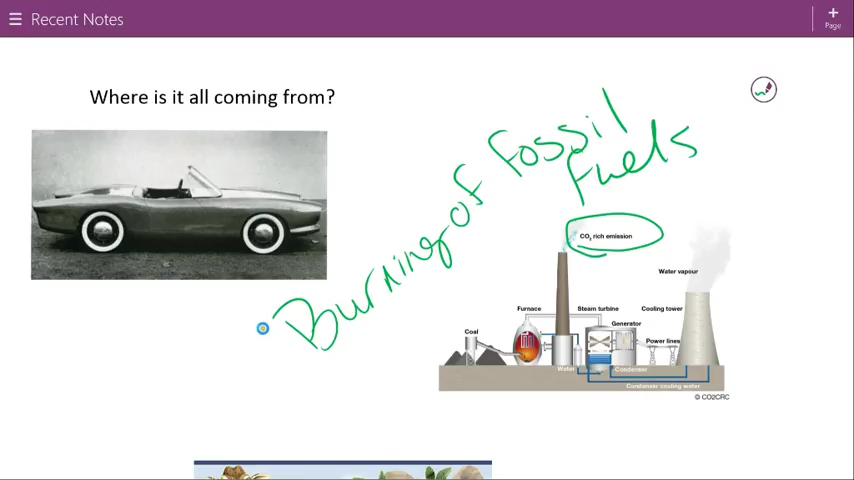 Recent Notes
Page
Where is it all coming from?
Burning of Fossil
Fuels
CO2 rich emission
Water vapour
Furnace
Steam turbine
Cooling tower
Generator
Coal
Power lines
Water
Condenser
Condenser cooling water
© CO2CRC